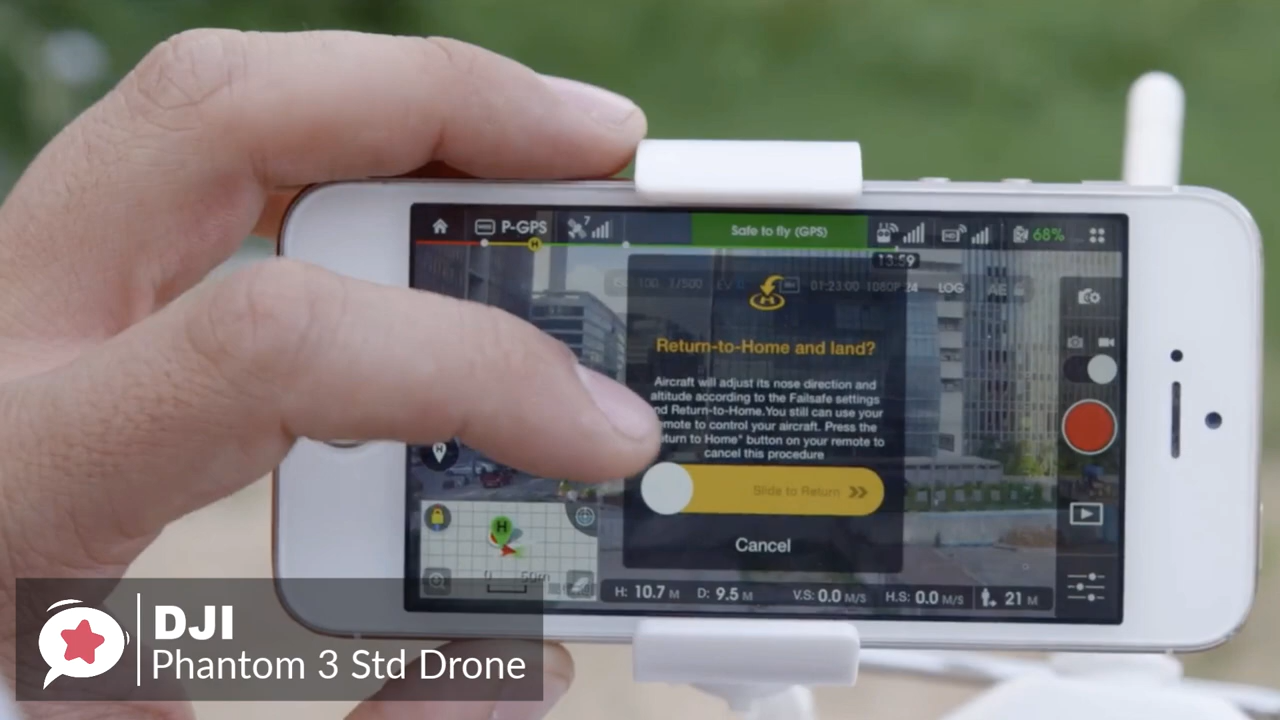 P-GPS
7
Safe to fly (GPS)
68%
13:59
100 1/500 EV 01:23:00 1080P 24 LOG AE
H
Return-to-Home and land?
Aircraft will adjust its nose direction and
altitude according to the Failsafe settings
nd Return-to-Home.You still can use your
emote to control your aircraft. Press the
eturn to Home" button on your remote to
cancel this procedure
Slide to Return
Cancel
H
H
0 50m
H: 10.7 M D: 9.5 M V.S: 0.0 M/S H.S: 0.0 M/S 21 M
DJI
Phantom 3 Std Drone